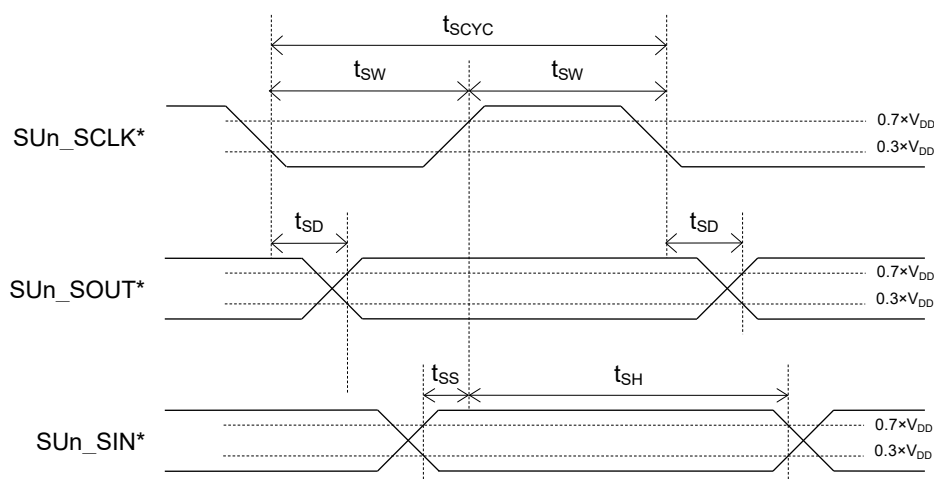 tSCYC
tSW tSW
SUn_SCLK*
0.7×VDD
0.3×VDD
tSD tSD
SUn_SOUT*
0.7×VDD
0.3×VDD
tSS tSH
SUn_SIN*
0.7×VDD
0.3×VDD